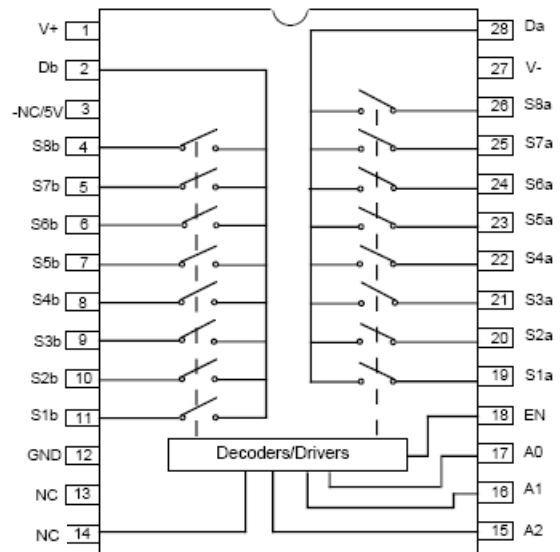 V+ 1 28 Da
Db 2 27 V-
-NC/5V 3 26 S8a
S8b 4 25 S7a
S7b 5 24 S6a
S6b 6 23 S5a
S5b 7 22 S4a
S4b 8 21 S3a
S3b 9 20 S2a
S2b 10 19 S1a
S1b 11 18 EN
GND 12 Decoders/Drivers 17 A0
NC 13 16 A1
NC 14 15 A2